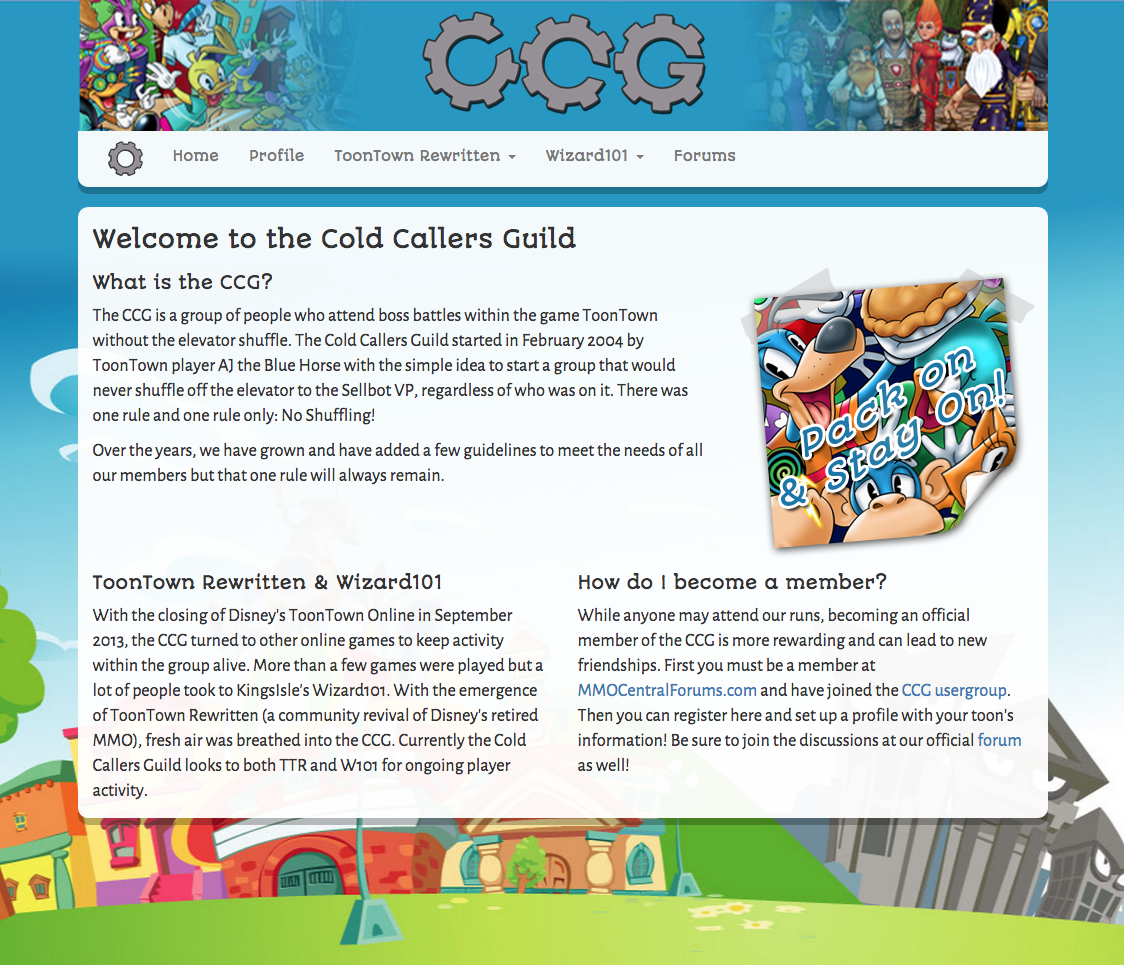 CCG
Home Profile ToonTown Rewritten Wizard101 Forums
Welcome to the Cold Callers Guild
What is the CCG?
The CCG is a group of people who attend boss battles within the game ToonTown
without the elevator shuffle. The Cold Callers Guild started in February 2004 by
ToonTown player AJ the Blue Horse with the simple idea to start a group that would
never shuffle off the elevator to the Sellbot VP, regardless of who was on it. There was
one rule and one rule only: No Shuffling!
Over the years, we have grown and have added a few guidelines to meet the needs of all
our members but that one rule will always remain.
Pack on
& Stay On!
ToonTown Rewritten & Wizard101
With the closing of Disney's ToonTown Online in September
2013, the CCG turned to other online games to keep activity
within the group alive. More than a few games were played but a
lot of people took to KingsIsle's Wizard101. With the emergence
of ToonTown Rewritten (a community revival of Disney's retired
MMO), fresh air was breathed into the CCG. Currently the Cold
Callers Guild looks to both TTR and W101 for ongoing player
activity.
How do I become a member?
While anyone may attend our runs, becoming an official
member of the CCG is more rewarding and can lead to new
friendships. First you must be a member at
MMOCentralForums.com and have joined the CCG usergroup.
Then you can register here and set up a profile with your toon's
information! Be sure to join the discussions at our official forum
as well!